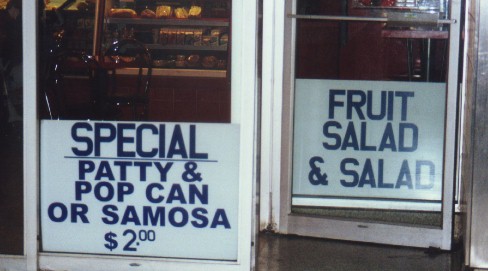 SPECIAL
PATTY &
POP CAN
OR SAMOSA
$2.00
FRUIT
SALAD
& SALAD